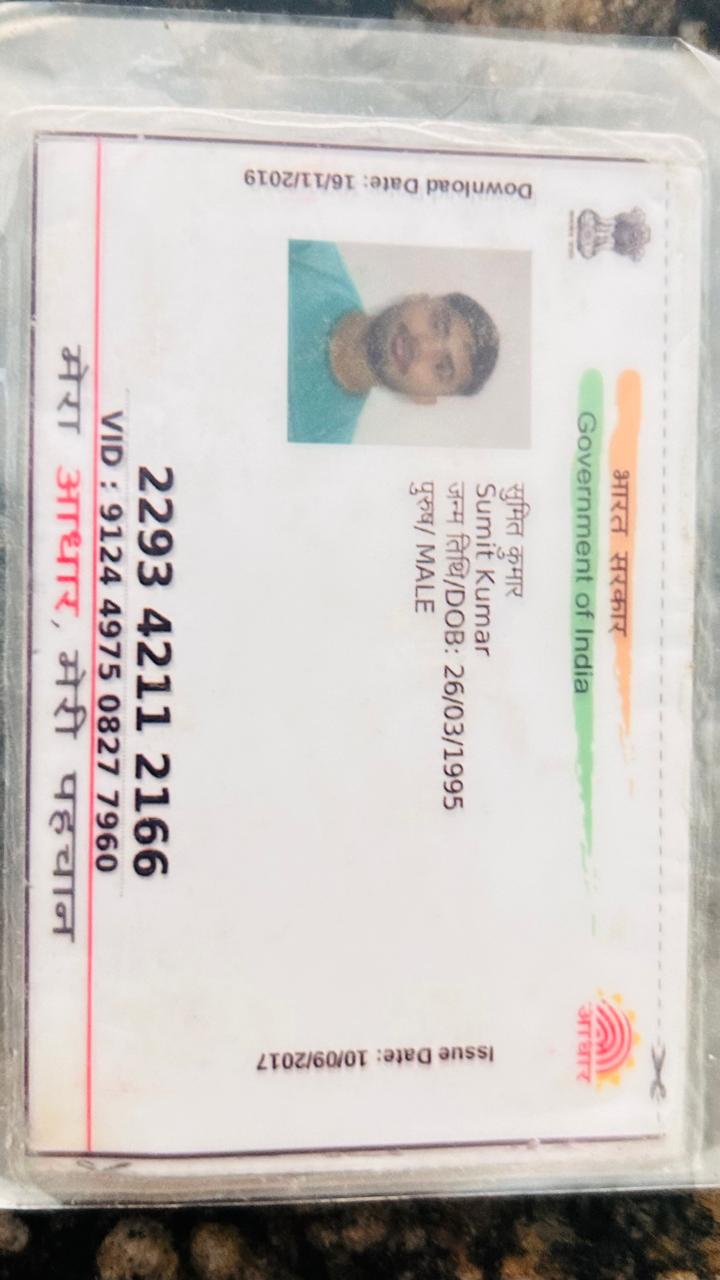 भारत सरकार
Government of India
Download Date: 16/11/2019
सुमित कुमार
Sumit Kumar
जन्म तिथि/DOB: 26/03/1995
पुरुष/ MALE
Issue Date: 10/09/2017
आधार
2293 4211 2166
VID : 9124 4975 0827 7960
मेरा आधार, मेरी पहचान